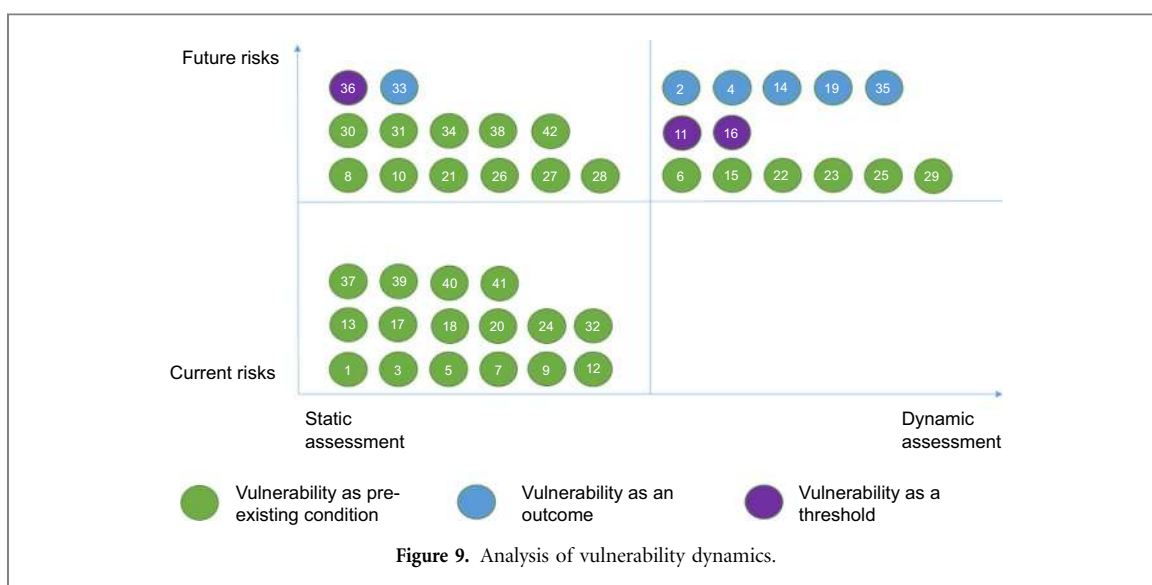 Future risks
36 33
30 31 34 38 42
8 10 21 26 27 28
2 4 14 19 35
11 16
6 15 22 23 25 29
37 39 40 41
13 17 18 20 24 32
1 3 5 7 9 12
Current risks
Static
assessment
Dynamic
assessment
Vulnerability as pre-
existing condition
Vulnerability as an
outcome
Vulnerability as a
threshold
Figure 9. Analysis of vulnerability dynamics.